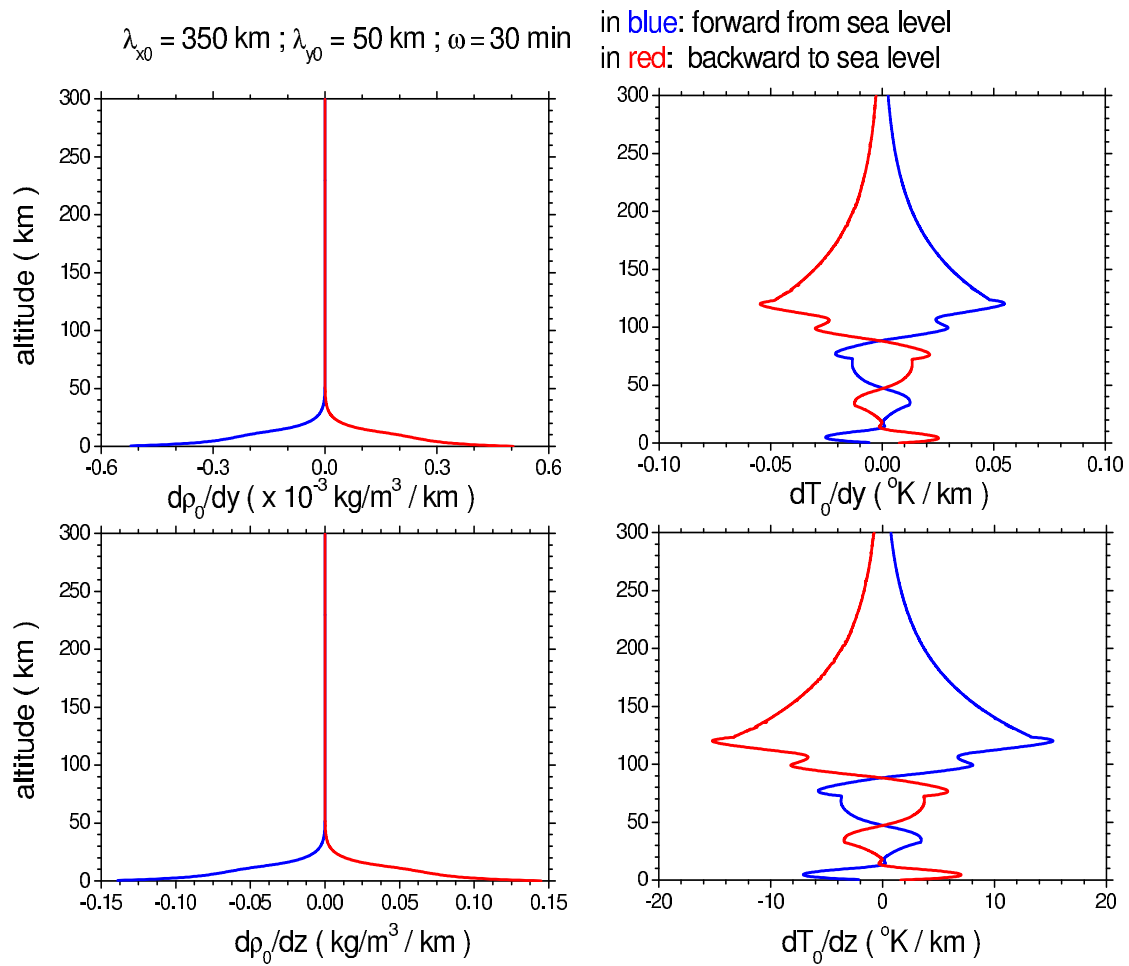 λx0 = 350 km ; λy0 = 50 km ; ω = 30 min
in blue: forward from sea level
in red: backward to sea level
300
250
200
150
100
50
0
altitude ( km )
-0.6 -0.3 0.0 0.3 0.6
dρ0/dy ( x 10-3 kg/m3 / km )
300
250
200
150
100
50
0
-0.10 -0.05 0.00 0.05 0.10
dT0/dy ( oK / km )
300
250
200
150
100
50
0
altitude ( km )
-0.15 -0.10 -0.05 0.00 0.05 0.10 0.15
dρ0/dz ( kg/m3 / km )
300
250
200
150
100
50
0
-20 -10 0 10 20
dT0/dz ( oK / km )